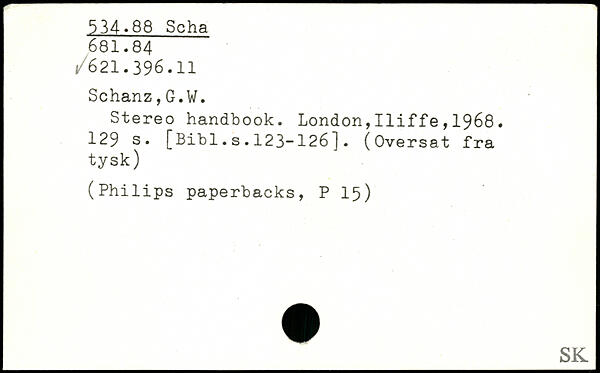 534.88 Scha
681.84
✓621.396.11
Schanz,G.W.
Stereo handbook. London,Iliffe,1968.
129 s. [Bibl.s.123-126]. (Oversat fra
tysk)
(Philips paperbacks, P 15)
SK